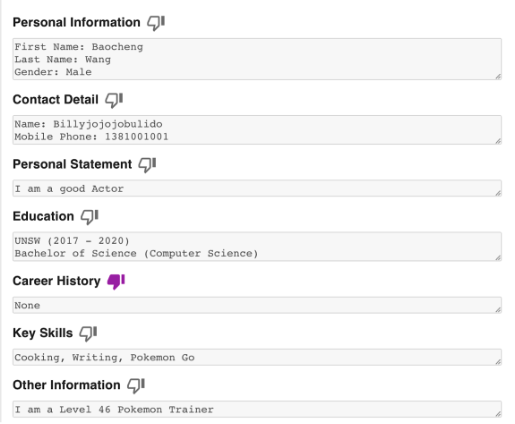 Personal Information
First Name: Baocheng
Last Name: Wang
Gender: Male
Contact Detail
Name: Billyjojojobulido
Mobile Phone: 1381001001
Personal Statement
I am a good Actor
Education
UNSW (2017 - 2020)
Bachelor of Science (Computer Science)
Career History
None
Key Skills
Cooking, Writing, Pokemon Go
Other Information
I am a Level 46 Pokemon Trainer